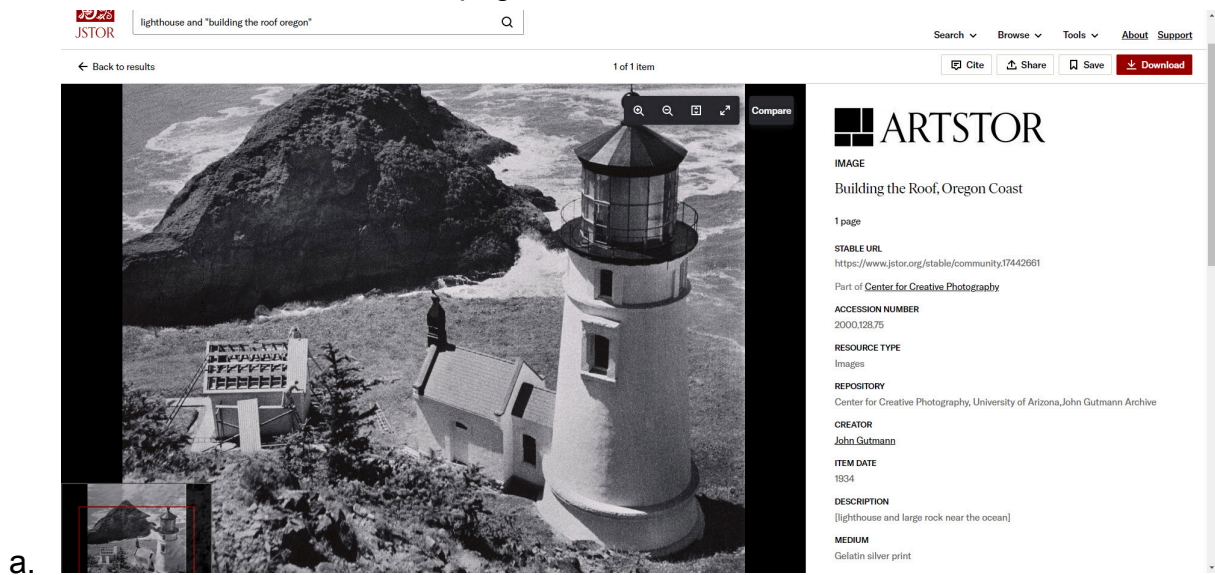 JSTOR
lighthouse and "building the roof oregon"
Search Browse Tools About Support
Back to results
1 of 1 item
Cite Share Save Download
Compare
ARTSTOR
IMAGE
Building the Roof, Oregon Coast
1 page
STABLE URL
https://www.jstor.org/stable/community.17442661
Part of Center for Creative Photography
ACCESSION NUMBER
2000.128.75
RESOURCE TYPE
Images
REPOSITORY
Center for Creative Photography, University of Arizona,John Gutmann Archive
CREATOR
John Gutmann
ITEM DATE
1934
DESCRIPTION
[lighthouse and large rock near the ocean]
MEDIUM
Gelatin silver print
a.